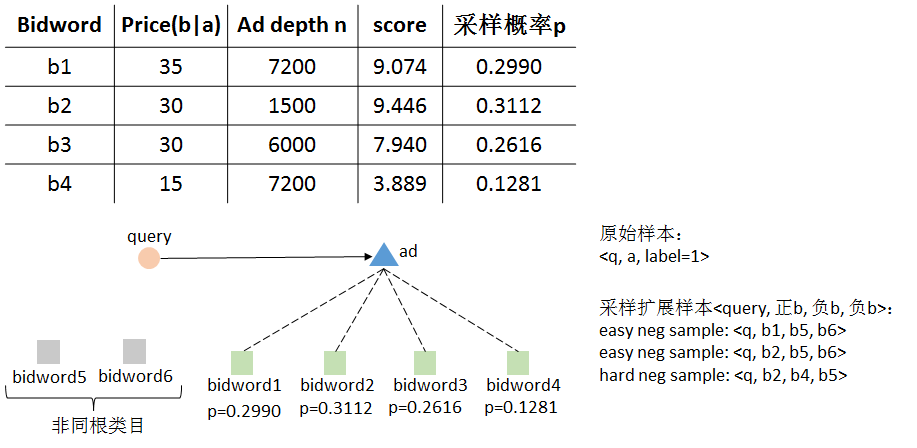 Bidword Price(b|a) Ad depth n score 采样概率p
b1 35 7200 9.074 0.2990
b2 30 1500 9.446 0.3112
b3 30 6000 7.940 0.2616
b4 15 7200 3.889 0.1281
query
ad
bidword5 bidword6
非同根类目
bidword1 bidword2 bidword3 bidword4
p=0.2990 p=0.3112 p=0.2616 p=0.1281
原始样本：
<q, a, label=1>
采样扩展样本<query, 正b, 负b, 负b>：
easy neg sample: <q, b1, b5, b6>
easy neg sample: <q, b2, b5, b6>
hard neg sample: <q, b2, b4, b5>